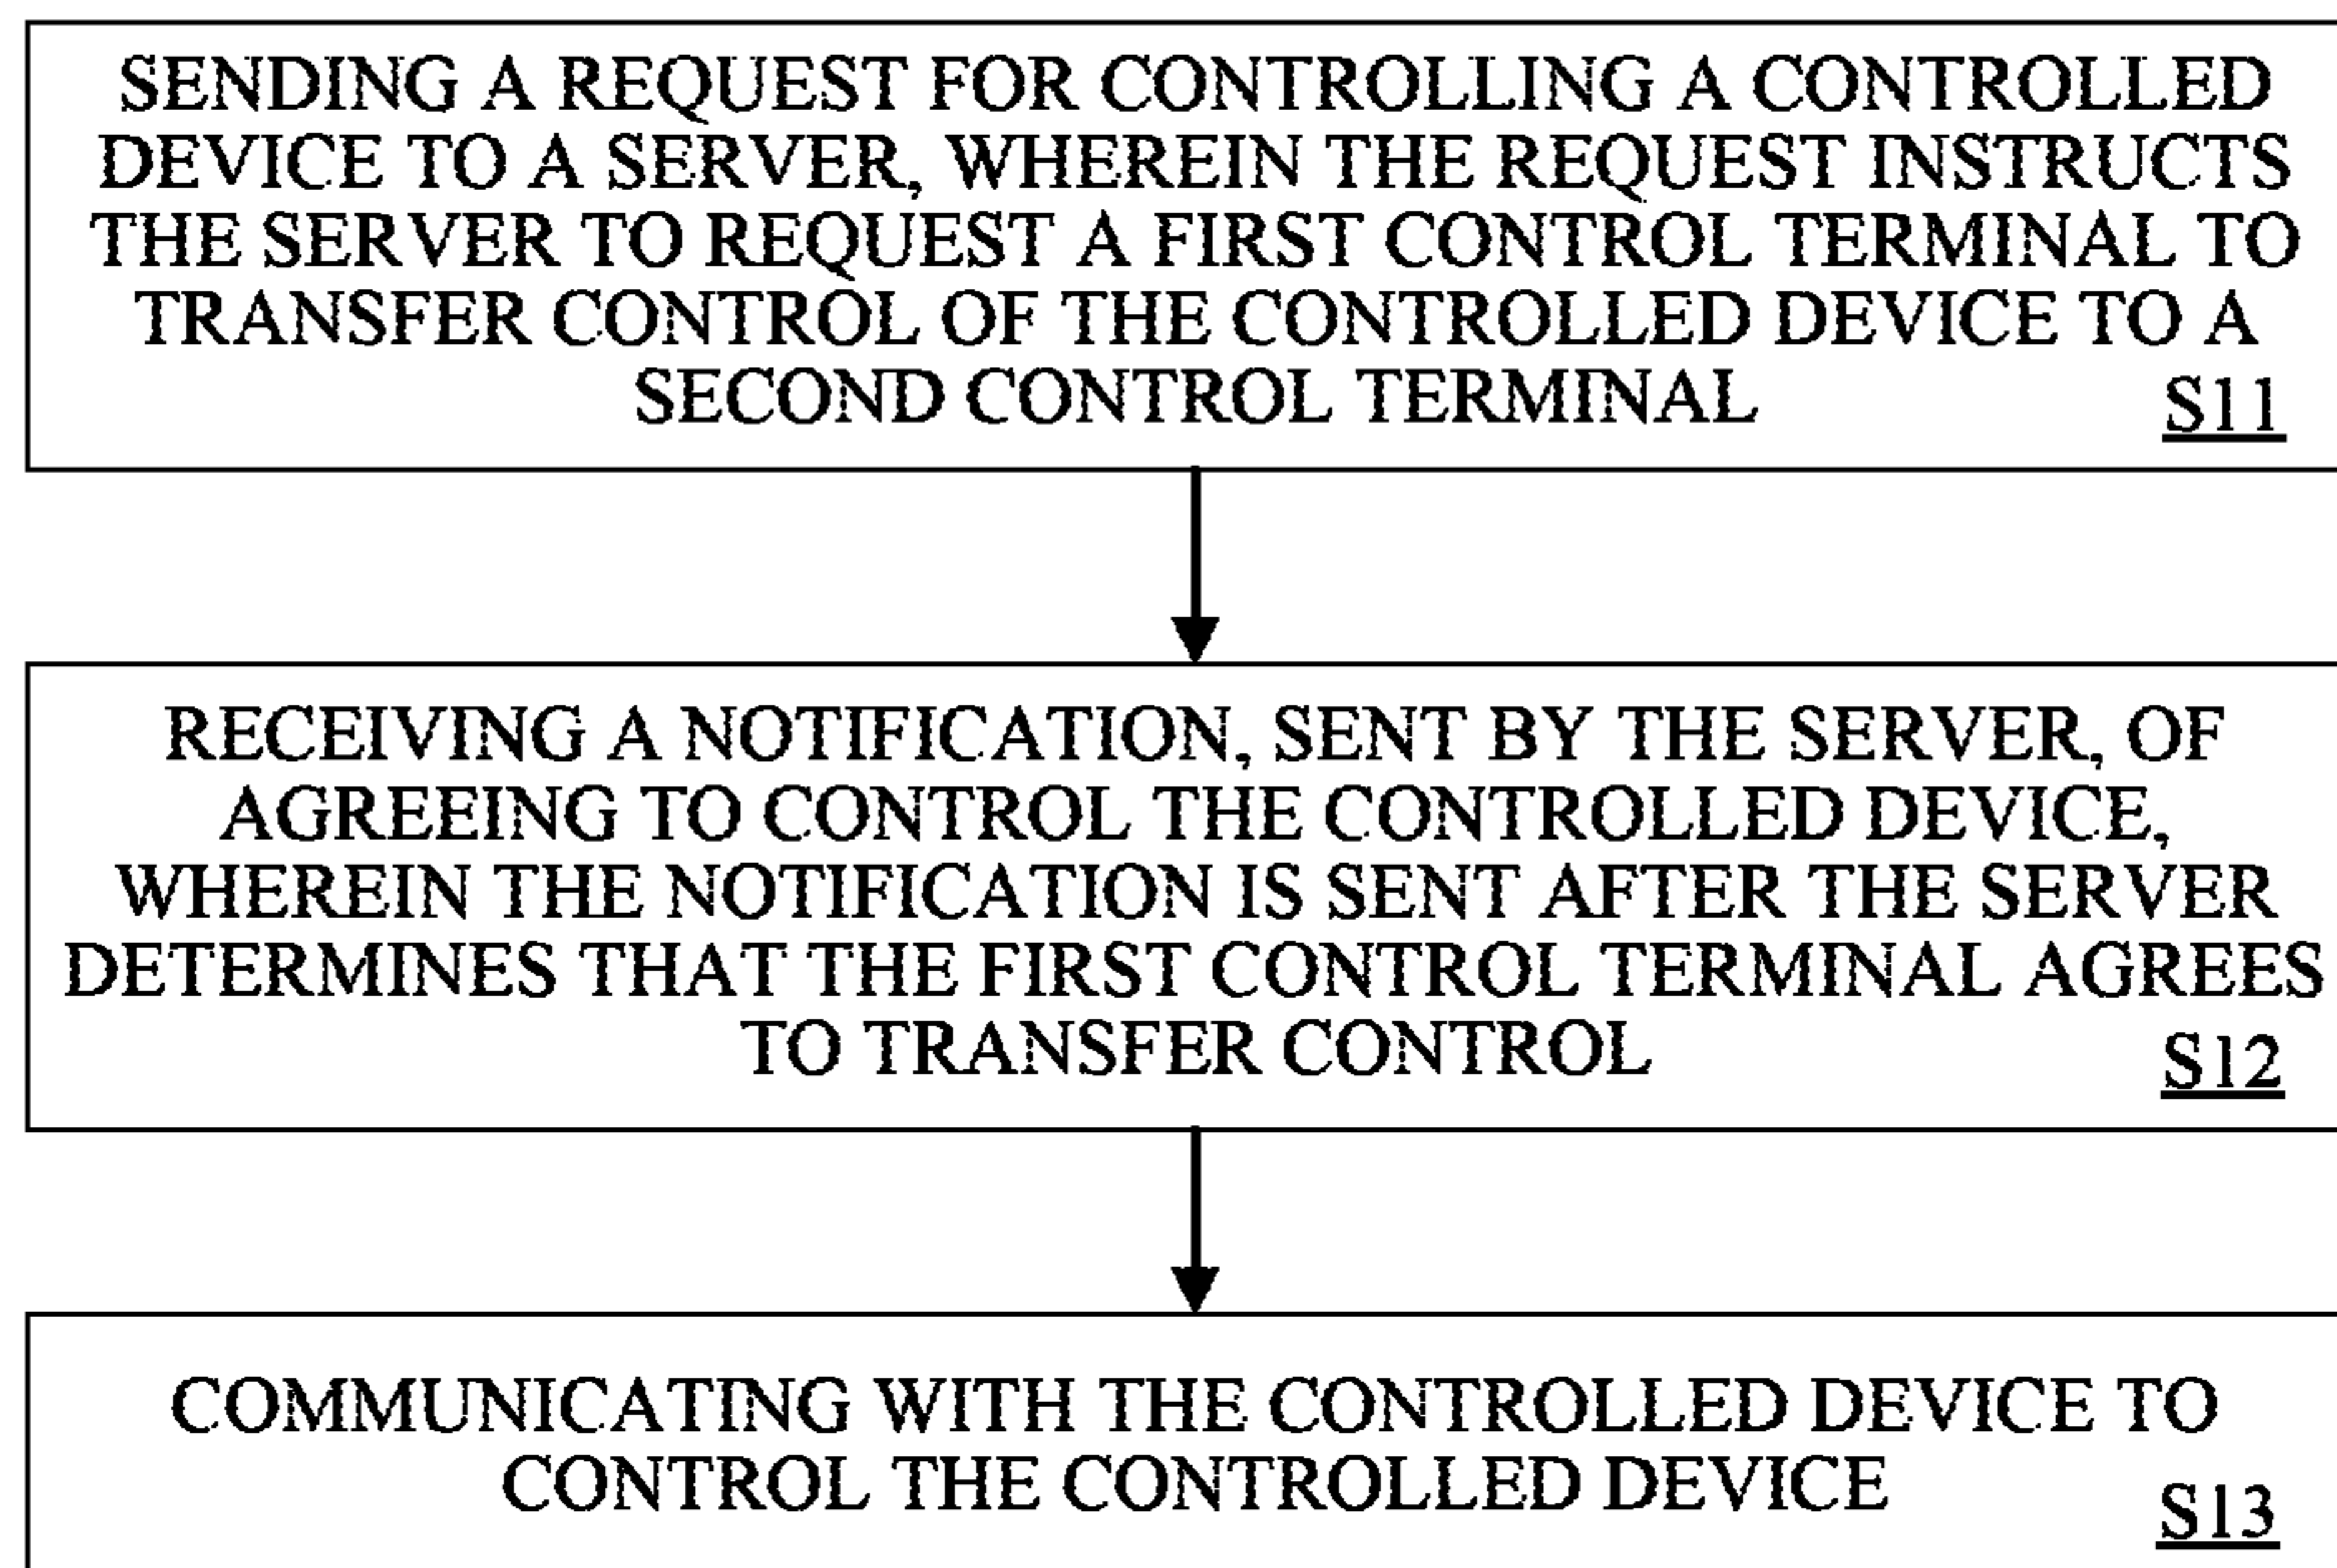 SENDING A REQUEST FOR CONTROLLING A CONTROLLED
DEVICE TO A SERVER, WHEREIN THE REQUEST INSTRUCTS
THE SERVER TO REQUEST A FIRST CONTROL TERMINAL TO
TRANSFER CONTROL OF THE CONTROLLED DEVICE TO A
SECOND CONTROL TERMINAL
S11
RECEIVING A NOTIFICATION, SENT BY THE SERVER, OF
AGREEING TO CONTROL THE CONTROLLED DEVICE,
WHEREIN THE NOTIFICATION IS SENT AFTER THE SERVER
DETERMINES THAT THE FIRST CONTROL TERMINAL AGREES
TO TRANSFER CONTROL
S12
COMMUNICATING WITH THE CONTROLLED DEVICE TO
CONTROL THE CONTROLLED DEVICE
S13